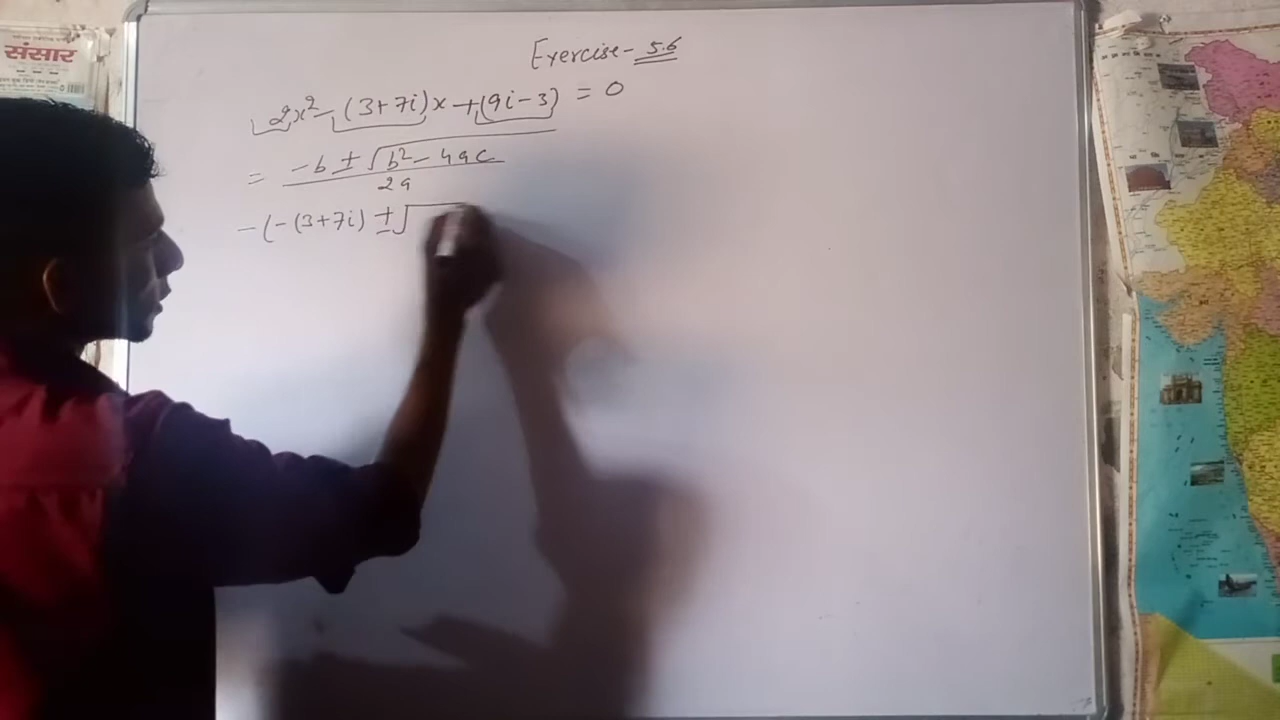 संसार
Exercise - 5.6
2x² - (3+7i)x + (9i-3) = 0
= -b ± √b² - 4ac
2a
-(-(3+7i) ± √